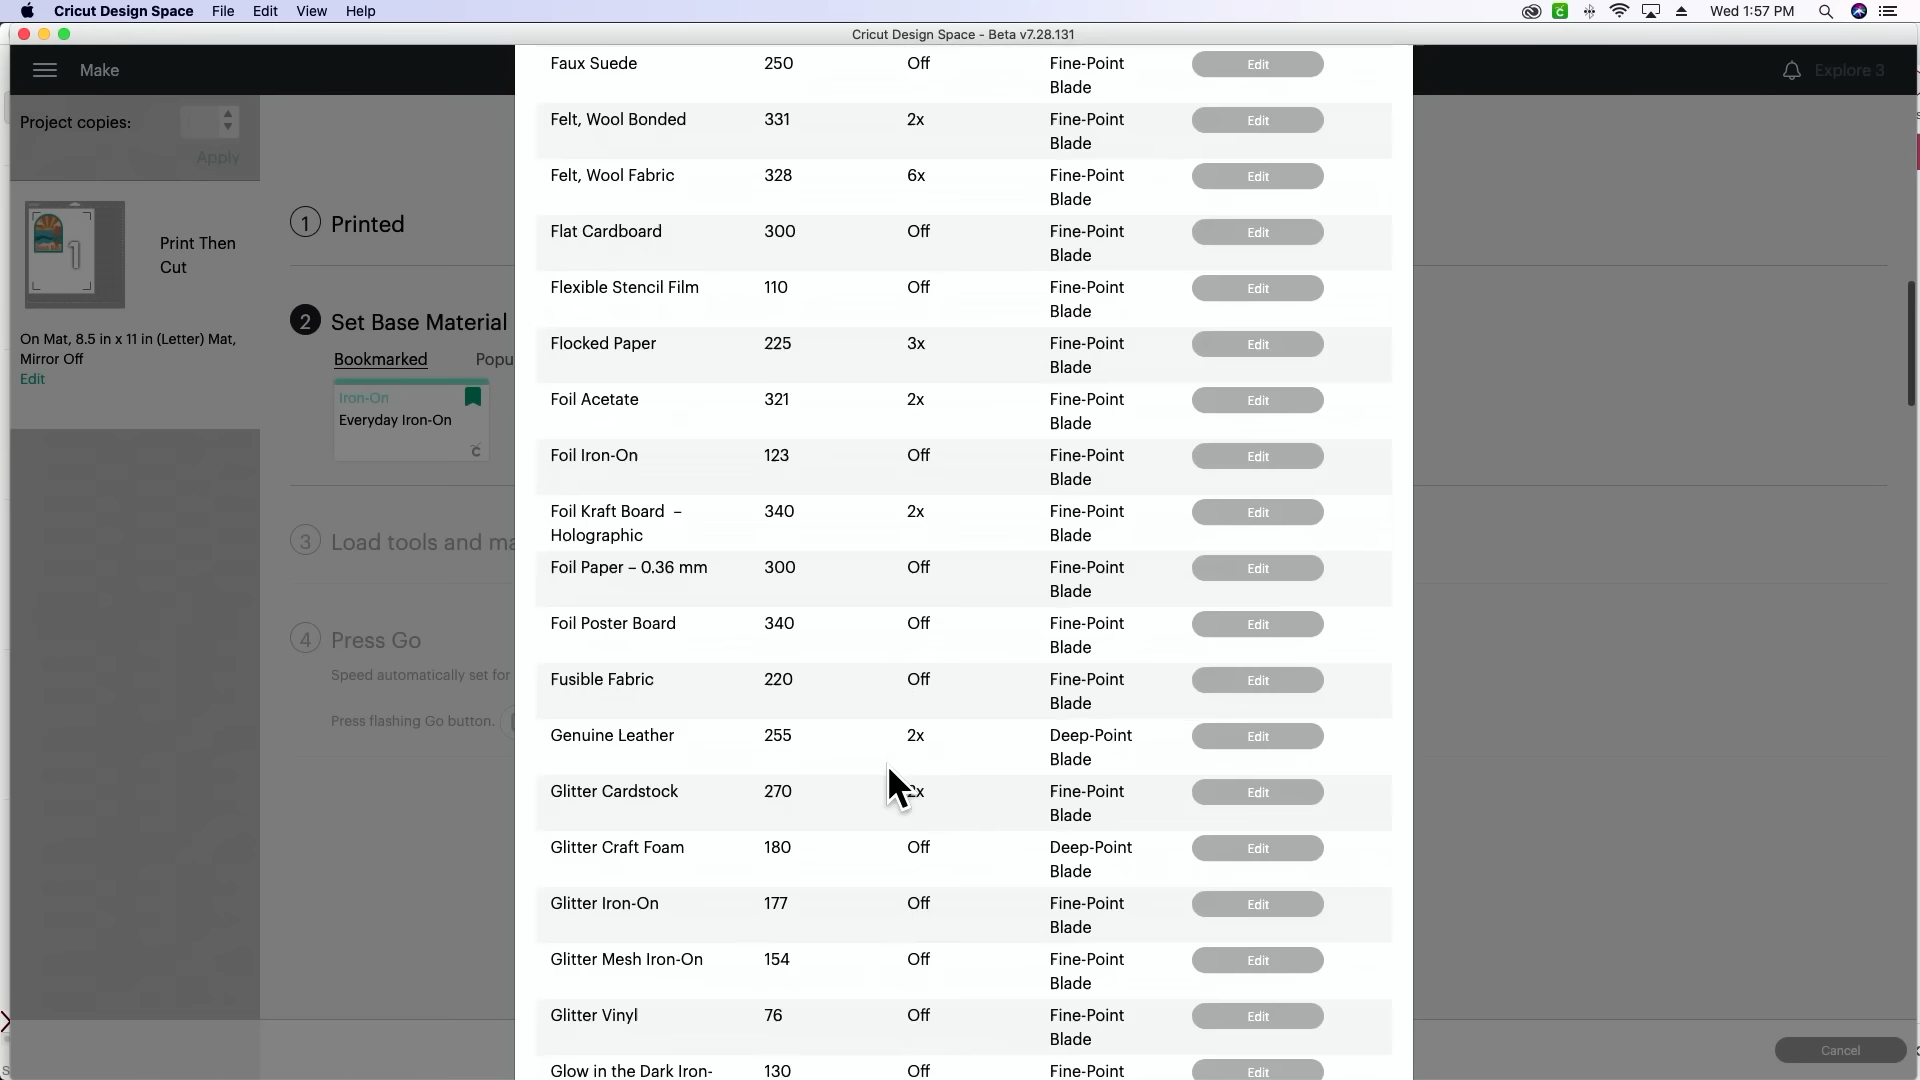 Cricut Design Space File Edit View Help Wed 1:57 PM
Cricut Design Space - Beta v7.28.131
Make Explore 3
Project copies:
Apply
1
Print Then
Cut
On Mat, 8.5 in x 11 in (Letter) Mat,
Mirror Off
Edit
1 Printed
2 Set Base Material
Bookmarked Popu
Iron-On
Everyday Iron-On
3 Load tools and ma
4 Press Go
Speed automatically set for
Press flashing Go button.
Faux Suede 250 Off Fine-Point Edit
Blade
Felt, Wool Bonded 331 2x Fine-Point Edit
Blade
Felt, Wool Fabric 328 6x Fine-Point Edit
Blade
Flat Cardboard 300 Off Fine-Point Edit
Blade
Flexible Stencil Film 110 Off Fine-Point Edit
Blade
Flocked Paper 225 3x Fine-Point Edit
Blade
Foil Acetate 321 2x Fine-Point Edit
Blade
Foil Iron-On 123 Off Fine-Point Edit
Blade
Foil Kraft Board – 340 2x Fine-Point Edit
Holographic Blade
Foil Paper – 0.36 mm 300 Off Fine-Point Edit
Blade
Foil Poster Board 340 Off Fine-Point Edit
Blade
Fusible Fabric 220 Off Fine-Point Edit
Blade
Genuine Leather 255 2x Deep-Point Edit
Blade
Glitter Cardstock 270 2x Fine-Point Edit
Blade
Glitter Craft Foam 180 Off Deep-Point Edit
Blade
Glitter Iron-On 177 Off Fine-Point Edit
Blade
Glitter Mesh Iron-On 154 Off Fine-Point Edit
Blade
Glitter Vinyl 76 Off Fine-Point Edit
Blade
Glow in the Dark Iron- 130 Off Fine-Point Edit
Cancel